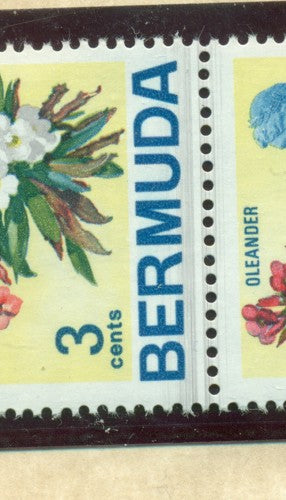 3
cents
BERMUDA
OLEANDER